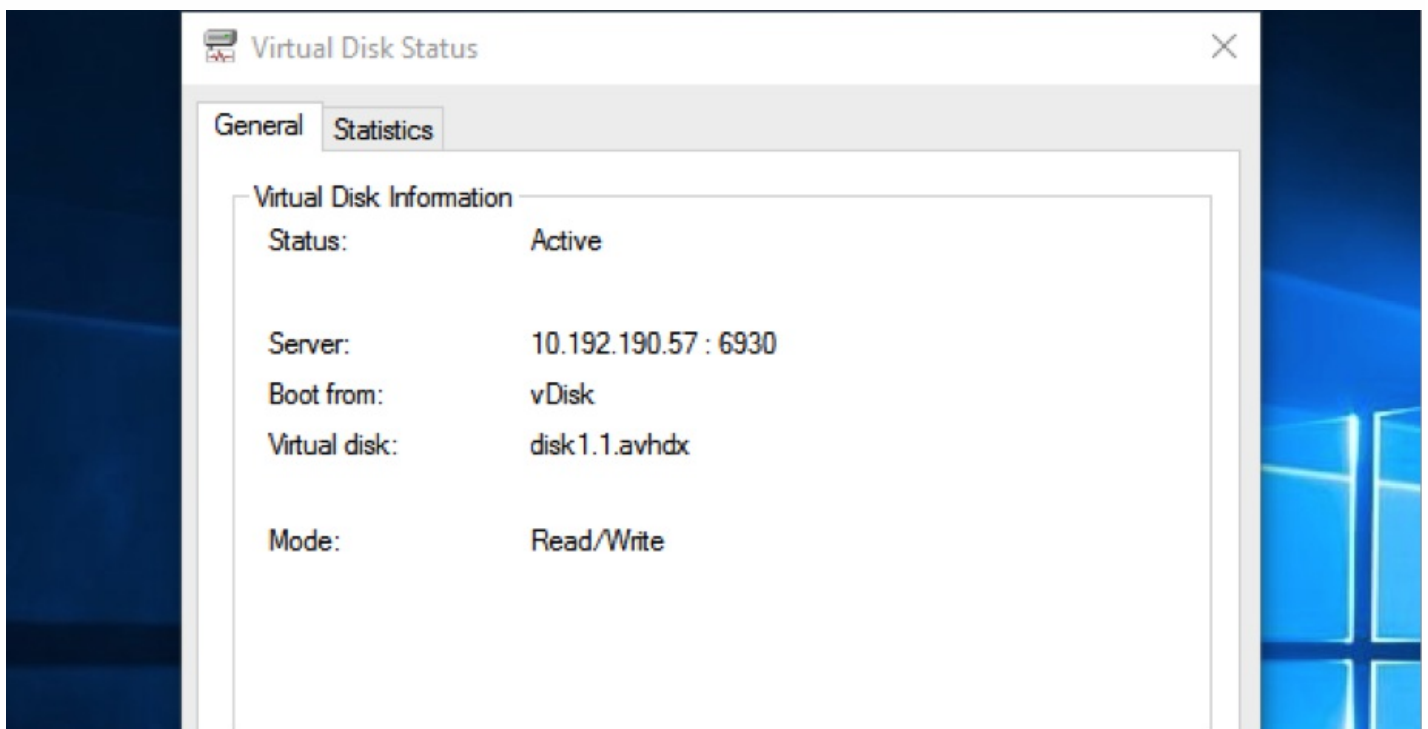 Virtual Disk Status
General Statistics
Virtual Disk Information
Status: Active
Server: 10.192.190.57 : 6930
Boot from: vDisk
Virtual disk: disk1.1.avhdx
Mode: Read/Write